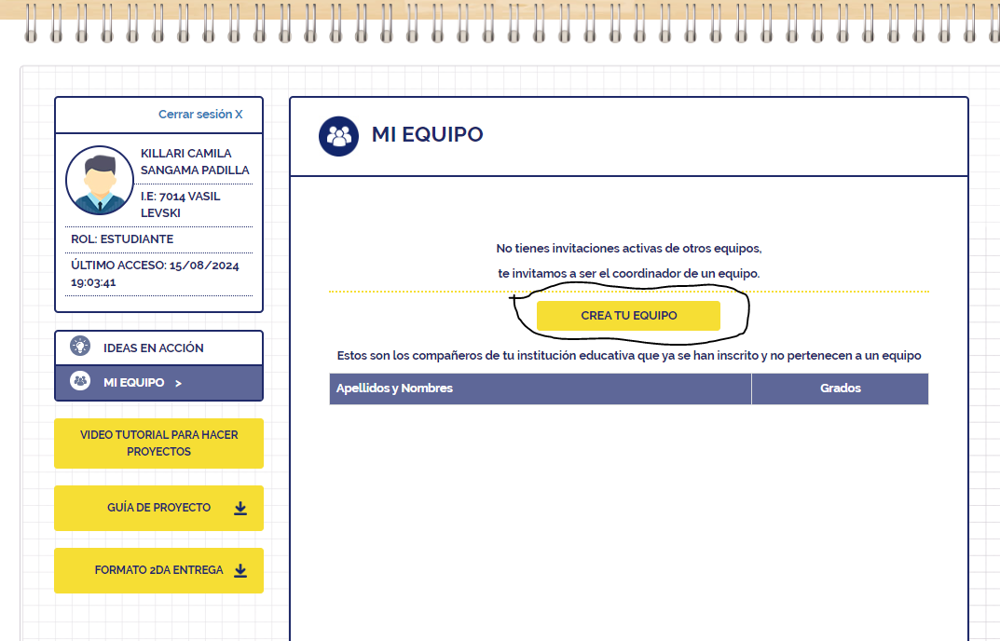 Cerrar sesión X
KILLARI CAMILA
SANGAMA PADILLA
I.E: 7014 VASIL
LEVSKI
ROL: ESTUDIANTE
ÚLTIMO ACCESO: 15/08/2024
19:03:41
IDEAS EN ACCIÓN
MI EQUIPO >
VIDEO TUTORIAL PARA HACER
PROYECTOS
GUÍA DE PROYECTO
FORMATO 2DA ENTREGA
MI EQUIPO
No tienes invitaciones activas de otros equipos,
te invitamos a ser el coordinador de un equipo.
CREA TU EQUIPO
Estos son los compañeros de tu institución educativa que ya se han inscrito y no pertenecen a un equipo
Apellidos y Nombres Grados